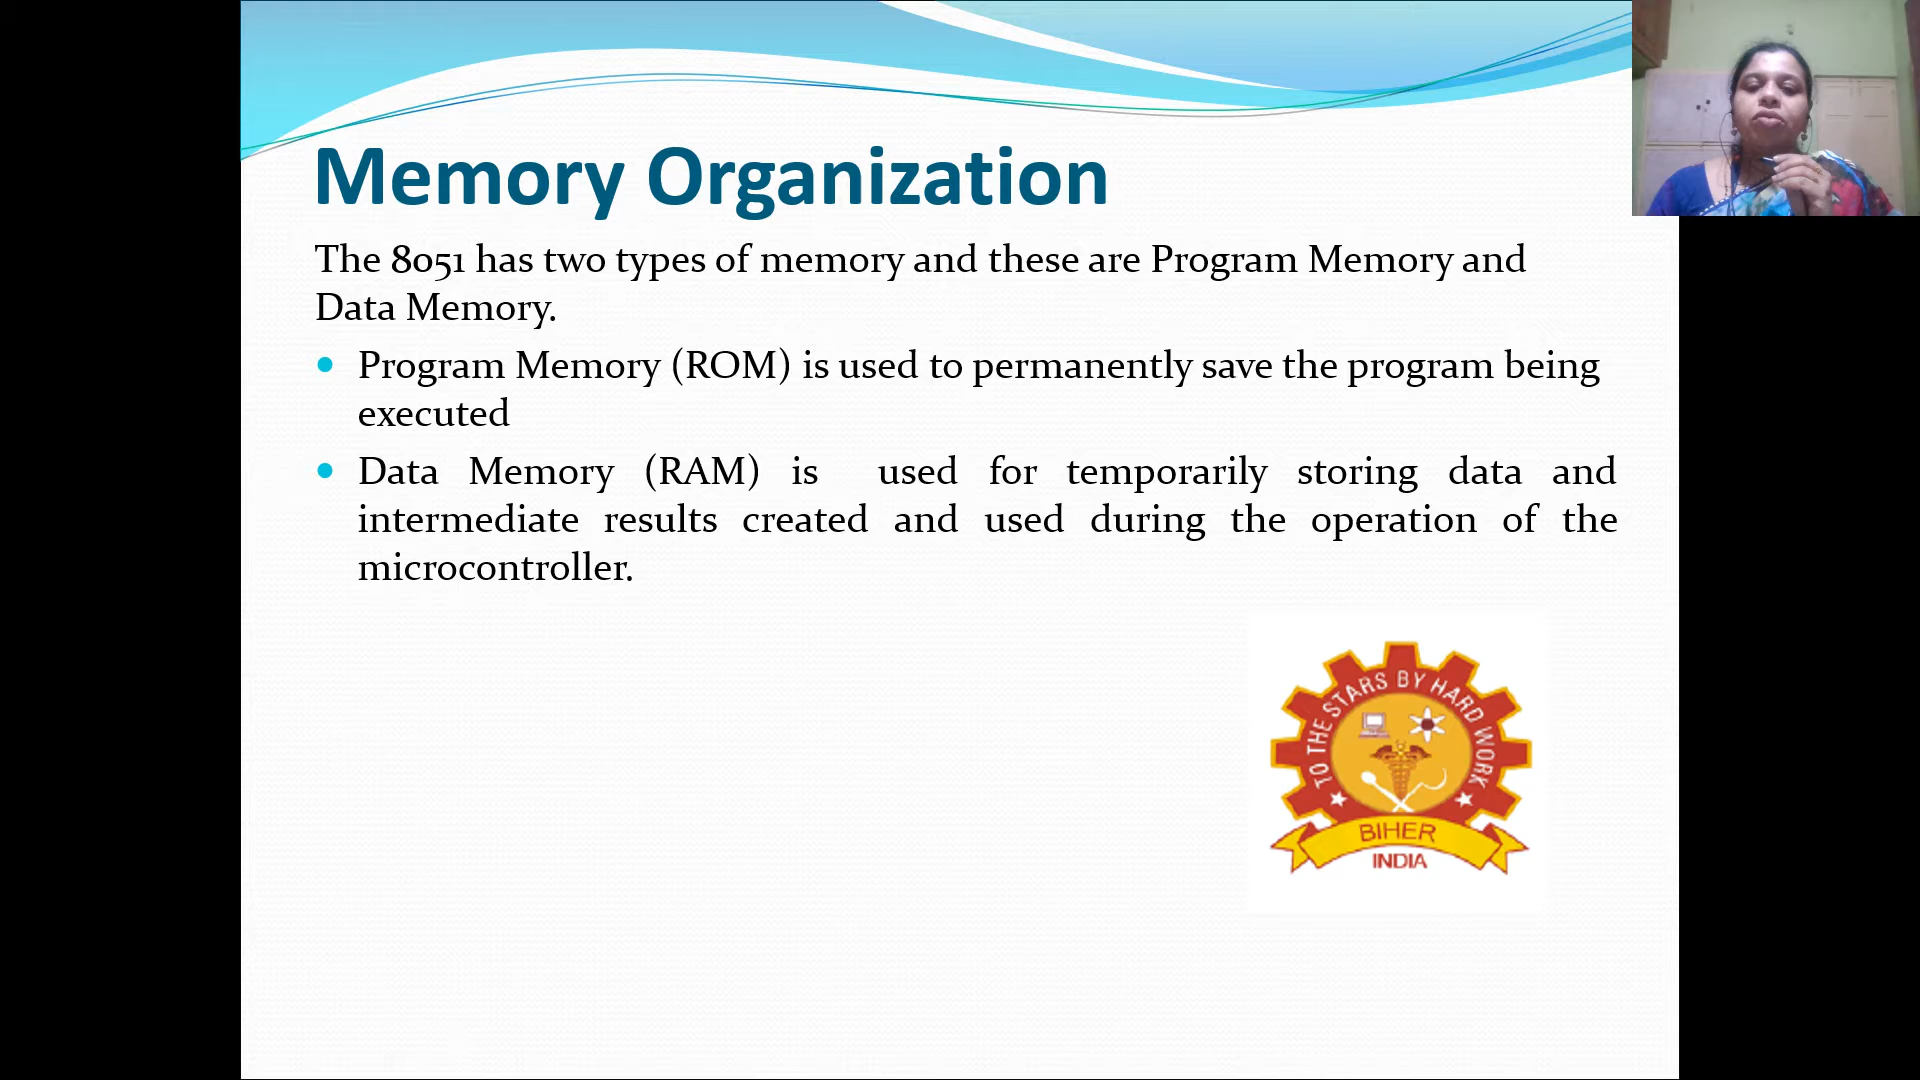 Memory Organization
The 8051 has two types of memory and these are Program Memory and
Data Memory.
Program Memory (ROM) is used to permanently save the program being
executed
Data Memory (RAM) is used for temporarily storing data and
intermediate results created and used during the operation of the
microcontroller.
TO THE STARS BY HARD WORK
BIHER
INDIA